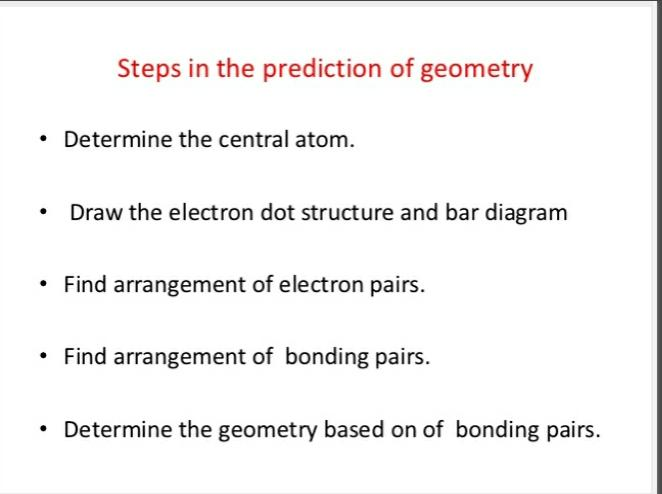 Steps in the prediction of geometry
• Determine the central atom.
• Draw the electron dot structure and bar diagram
• Find arrangement of electron pairs.
• Find arrangement of bonding pairs.
• Determine the geometry based on of bonding pairs.